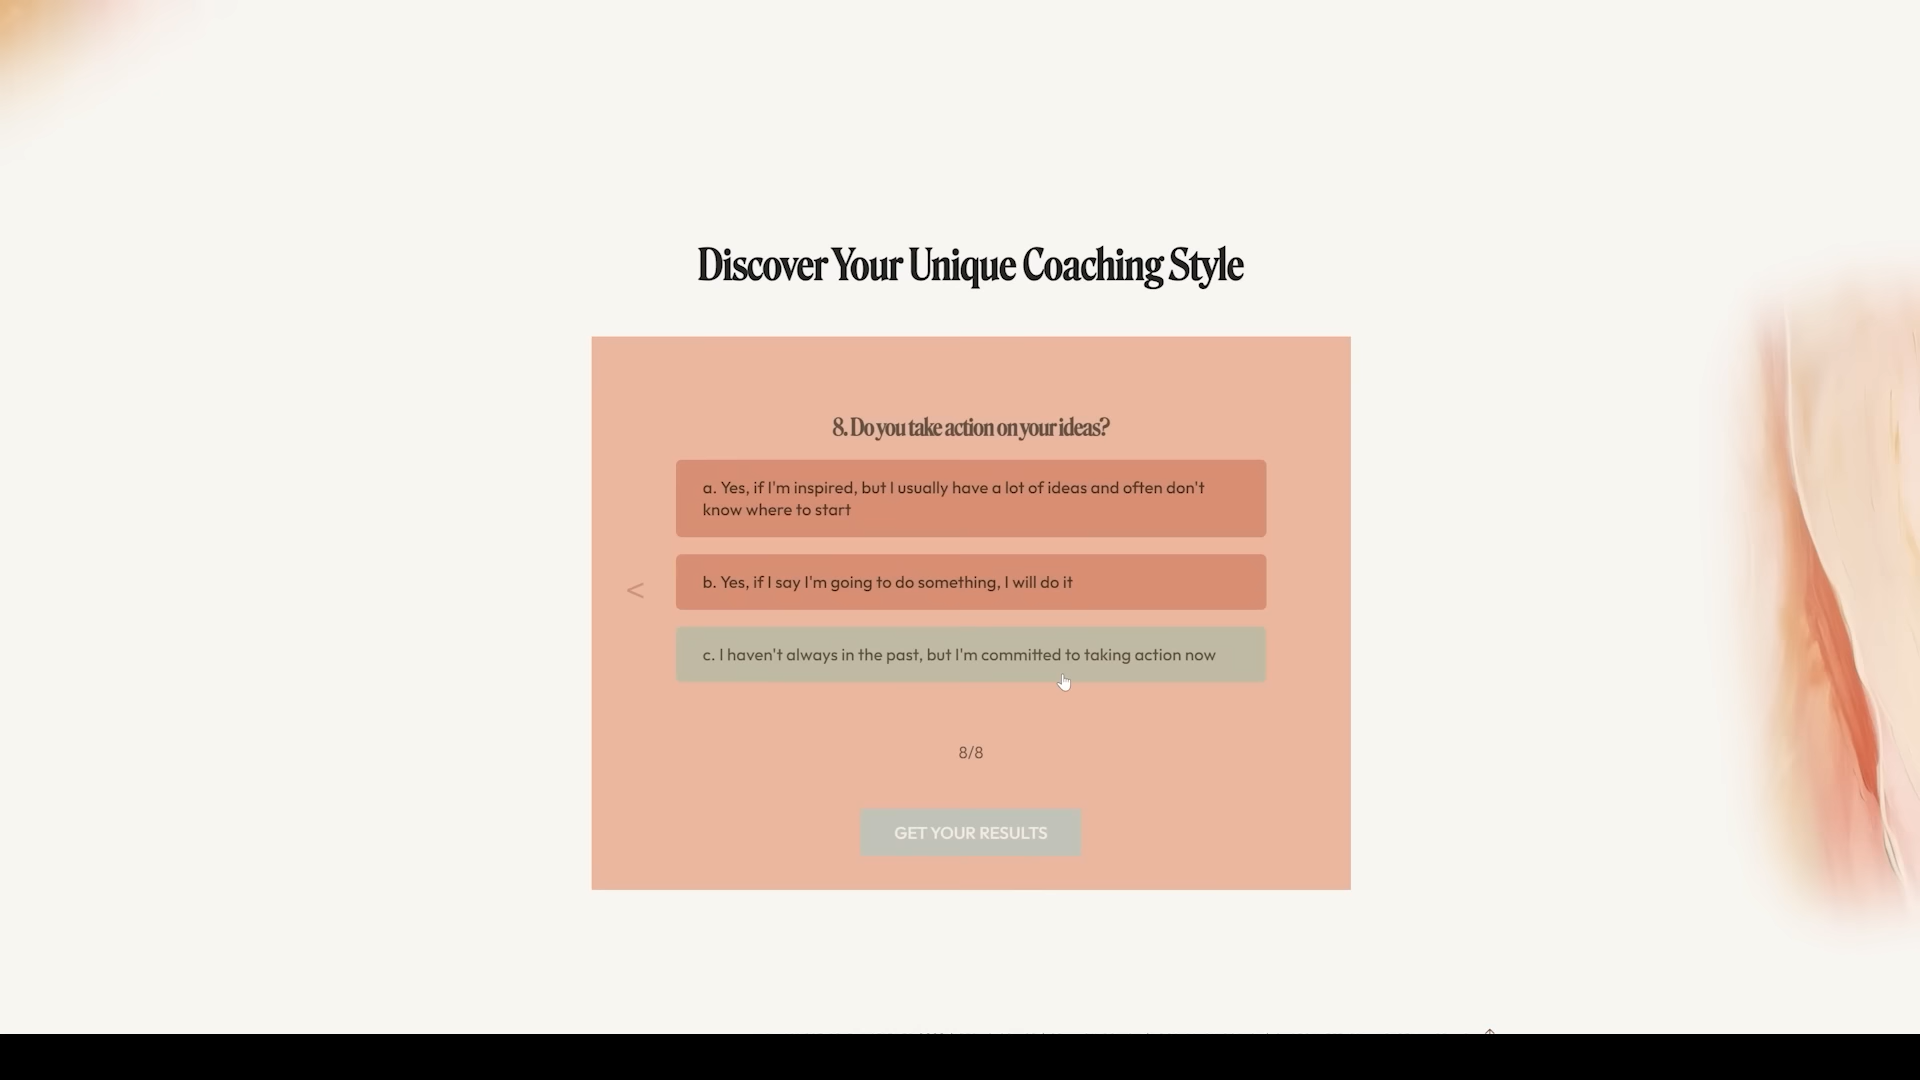 Discover Your Unique Coaching Style
8. Do you take action on your ideas?
a. Yes, if I'm inspired, but I usually have a lot of ideas and often don't
know where to start
b. Yes, if I say I'm going to do something, I will do it
<
c. I haven't always in the past, but I'm committed to taking action now
8/8
GET YOUR RESULTS